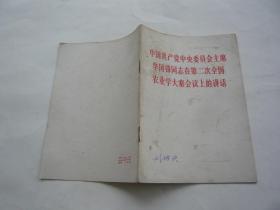 中国共产党中央委员会主席
华国锋同志在第二次全国
农业学大寨会议上的讲话